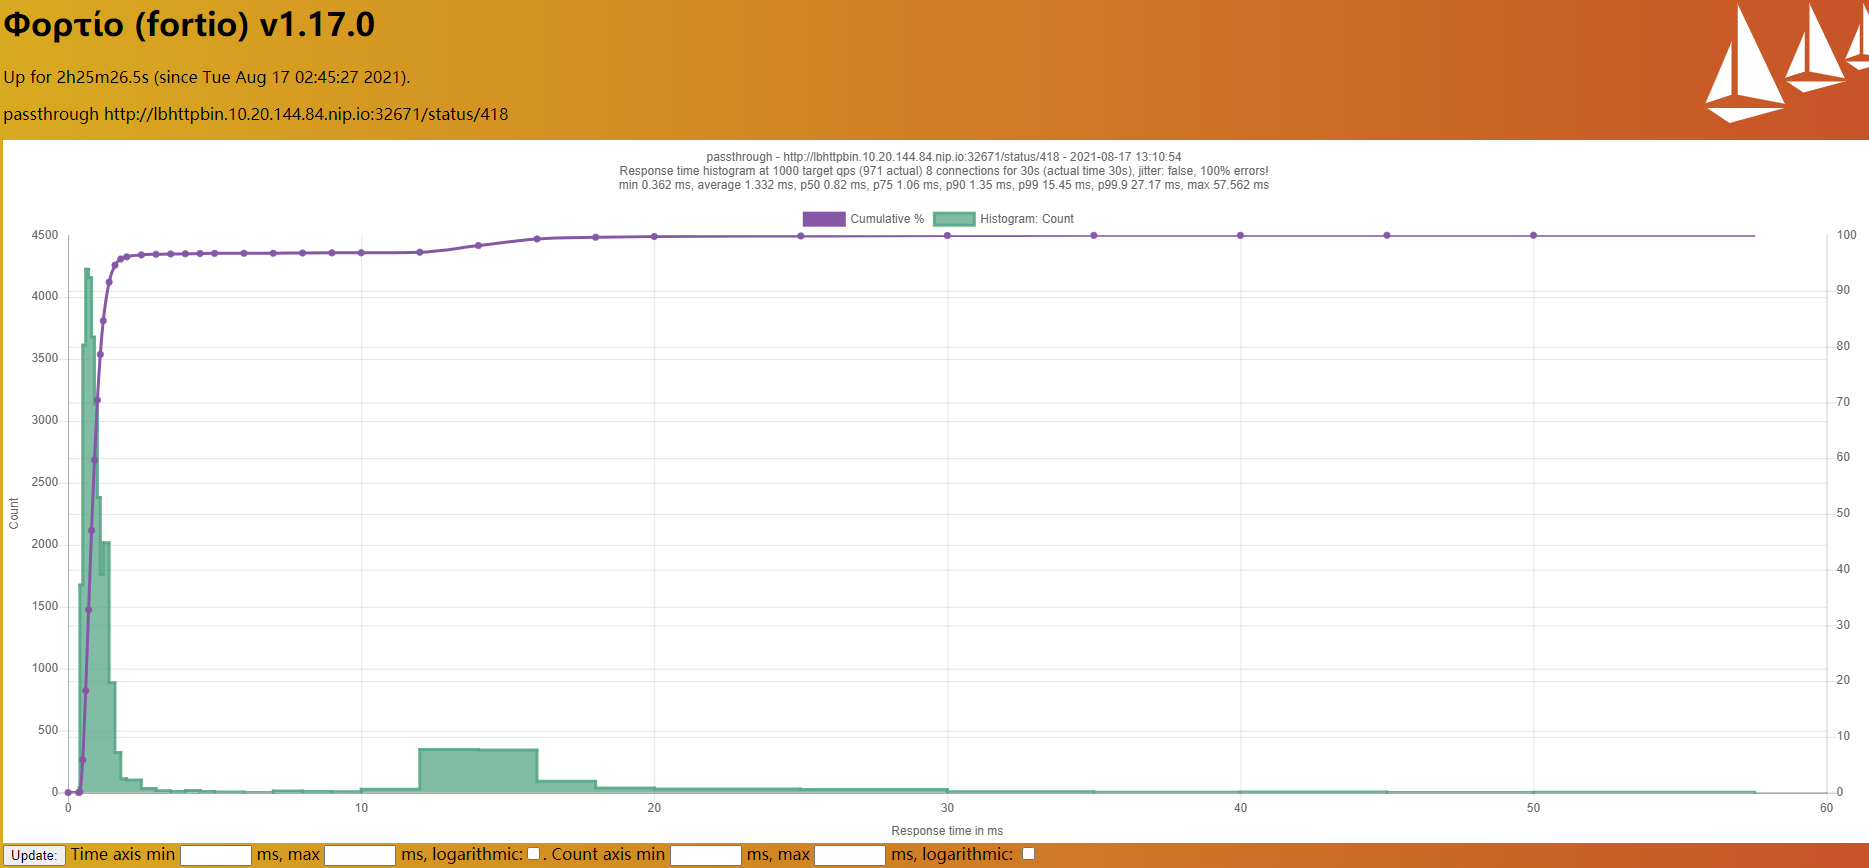 Φορτίο (fortio) v1.17.0
Up for 2h25m26.5s (since Tue Aug 17 02:45:27 2021).
passthrough http://lbhttpbin.10.20.144.84.nip.io:32671/status/418
passthrough - http://lbhttpbin.10.20.144.84.nip.io:32671/status/418 - 2021-08-17 13:10:54
Response time histogram at 1000 target qps (971 actual) 8 connections for 30s (actual time 30s), jitter: false, 100% errors!
min 0.362 ms, average 1.332 ms, p50 0.82 ms, p75 1.06 ms, p90 1.35 ms, p99 15.45 ms, p99.9 27.17 ms, max 57.562 ms
Cumulative % Histogram: Count
4500
4000
3500
3000
2500
2000
1500
1000
500
0
Count
100
90
80
70
60
50
40
30
20
10
0
0 10 20 30 40 50 60
Response time in ms
Update: Time axis min ms, max ms, logarithmic: . Count axis min ms, max ms, logarithmic: